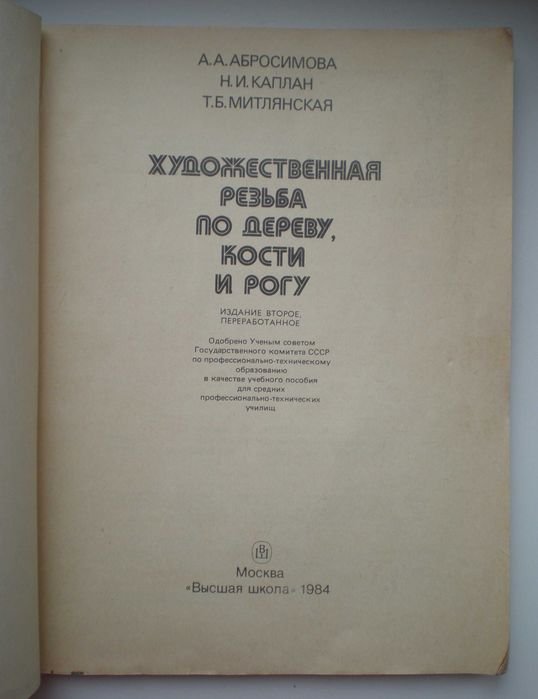 А. А. АБРОСИМОВА
Н. И. КАПЛАН
Т. Б. МИТЛЯНСКАЯ
ХУДОЖЕСТВЕННАЯ
РЕЗЬБА
ПО ДЕРЕВУ,
КОСТИ
И РОГУ
ИЗДАНИЕ ВТОРОЕ,
ПЕРЕРАБОТАННОЕ
Одобрено Ученым советом
Государственного комитета СССР
по профессионально-техническому
образованию
в качестве учебного пособия
для средних
профессионально-технических
училищ
ВШ
Москва
«Высшая школа» 1984